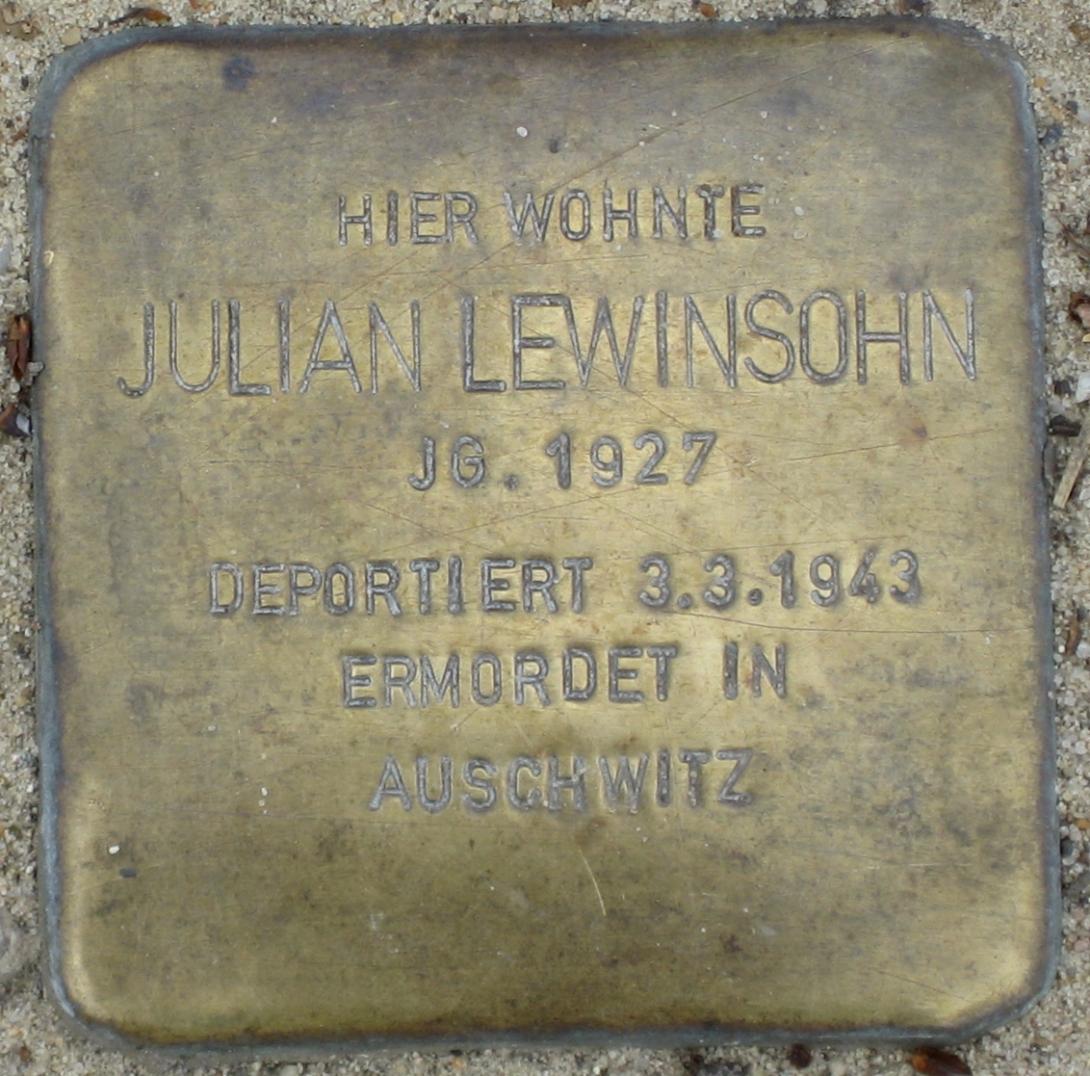 HIER WOHNTE
JULIAN LEWINSOHN
JG. 1927
DEPORTIERT 3.3.1943
ERMORDET IN
AUSCHWITZ